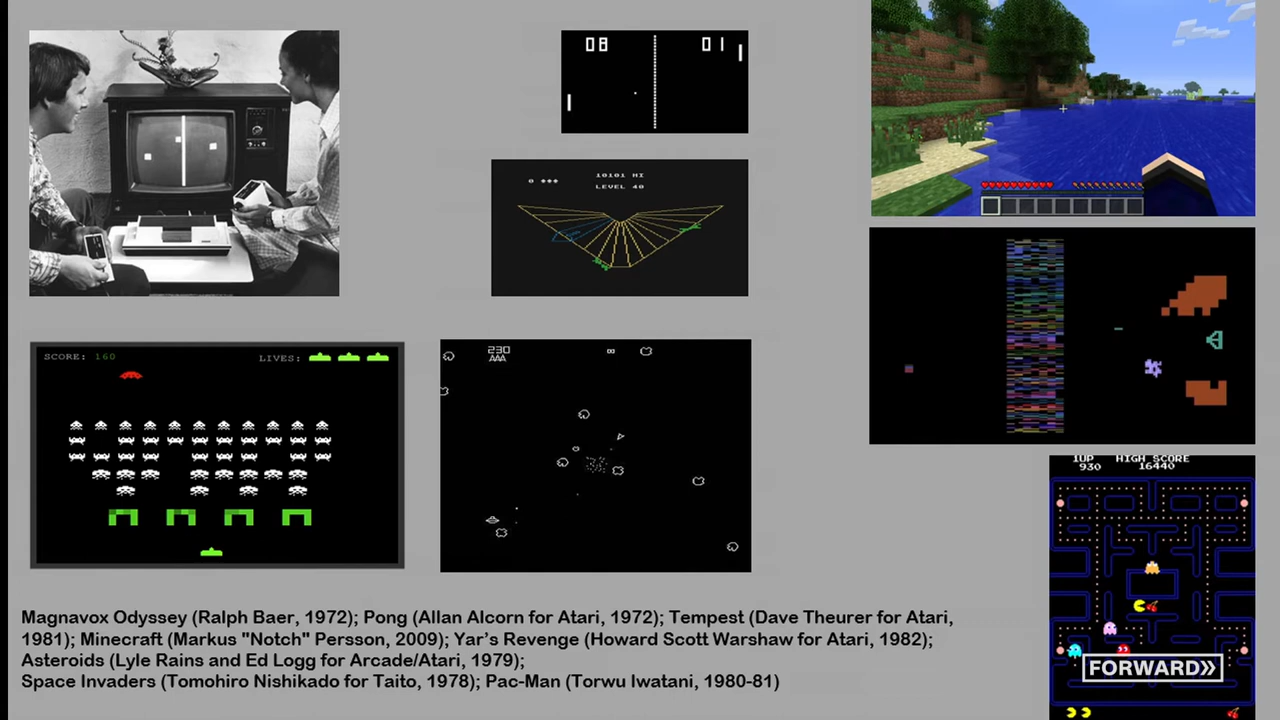 08 01
10101 HI
0 ***
LEVEL 40
SCORE: 160 LIVES:
230
AAA
1UP HIGH SCORE
930 16440
FORWARD»
Magnavox Odyssey (Ralph Baer, 1972); Pong (Allan Alcorn for Atari, 1972); Tempest (Dave Theurer for Atari,
1981); Minecraft (Markus "Notch" Persson, 2009); Yar's Revenge (Howard Scott Warshaw for Atari, 1982);
Asteroids (Lyle Rains and Ed Logg for Arcade/Atari, 1979);
Space Invaders (Tomohiro Nishikado for Taito, 1978); Pac-Man (Torwu Iwatani, 1980-81)